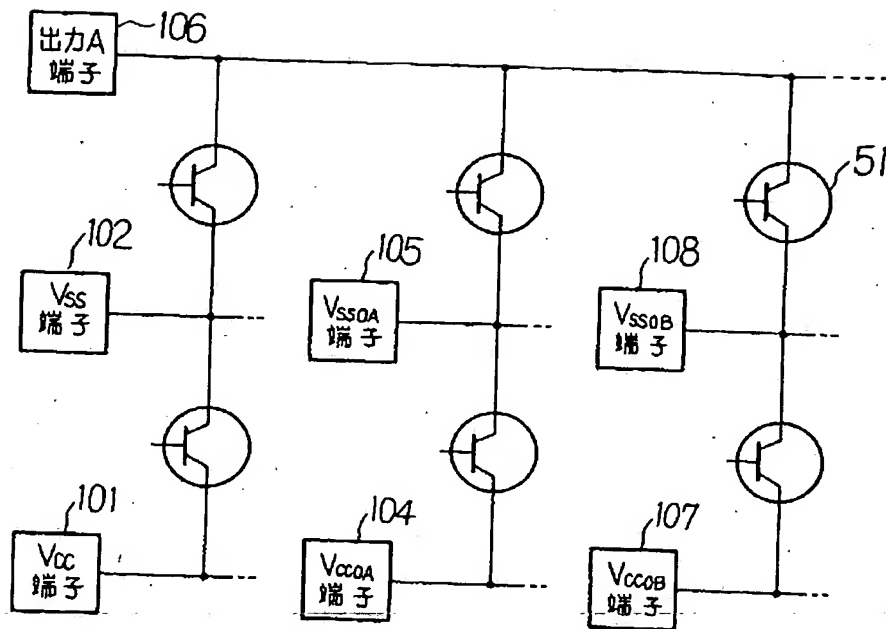 出力A
端子
106
51
102
VSS
端子
105
VSSOA
端子
108
VSSOB
端子
101
VCC
端子
104
VCCOA
端子
107
VCCOB
端子